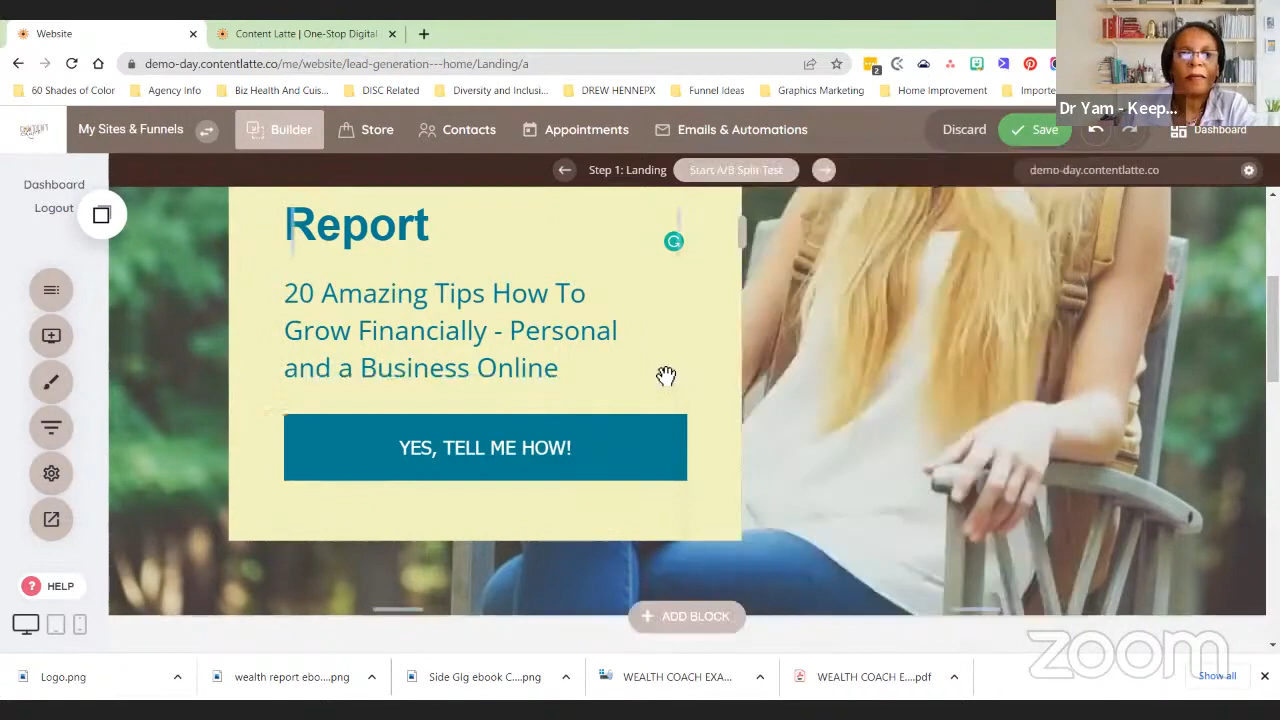 Website
Content Latte | One-Stop Digital
demo-day.contentlatte.co/me/website/lead-generation---home/Landing/a
2
60 Shades of Color
Agency Info
Biz Health And Cuis...
DISC Related
Diversity and Inclusi...
DREW HENNEPX
Funnel Ideas
Graphics Marketing
Home Improvement
Importe
Dr Yam - Keep...
My Sites & Funnels
Builder
Store
Contacts
Appointments
Emails & Automations
Discard
Save
Dashboard
Step 1: Landing
Start A/B Split Test
demo-day.contentlatte.co
Dashboard
Logout
Report
20 Amazing Tips How To
Grow Financially - Personal
and a Business Online
YES, TELL ME HOW!
? HELP
+ ADD BLOCK
zoom
Logo.png
wealth report ebo....png
Side GIg ebook C....png
WEALTH COACH EXA...
WEALTH COACH E....pdf
Show all